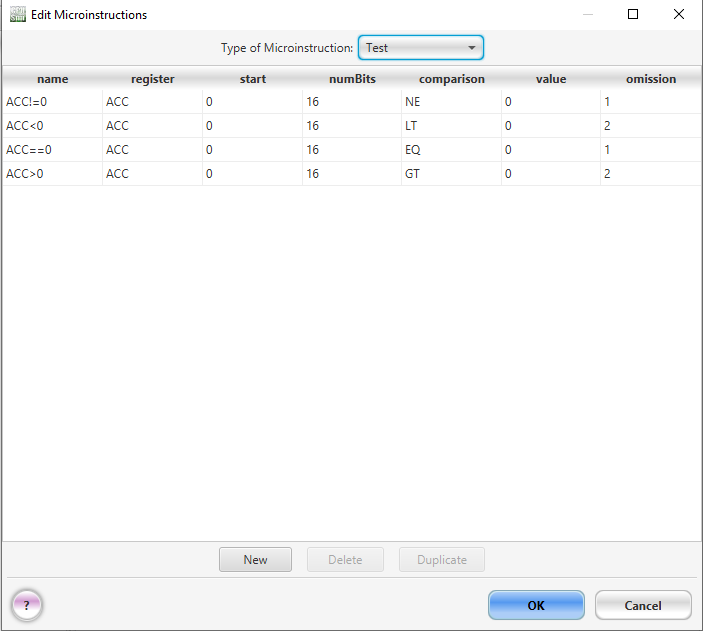 Edit Microinstructions
Type of Microinstruction: Test
name register start numBits comparison value omission
ACC!=0 ACC 0 16 NE 0 1
ACC<0 ACC 0 16 LT 0 2
ACC==0 ACC 0 16 EQ 0 1
ACC>0 ACC 0 16 GT 0 2
New Delete Duplicate
? OK Cancel